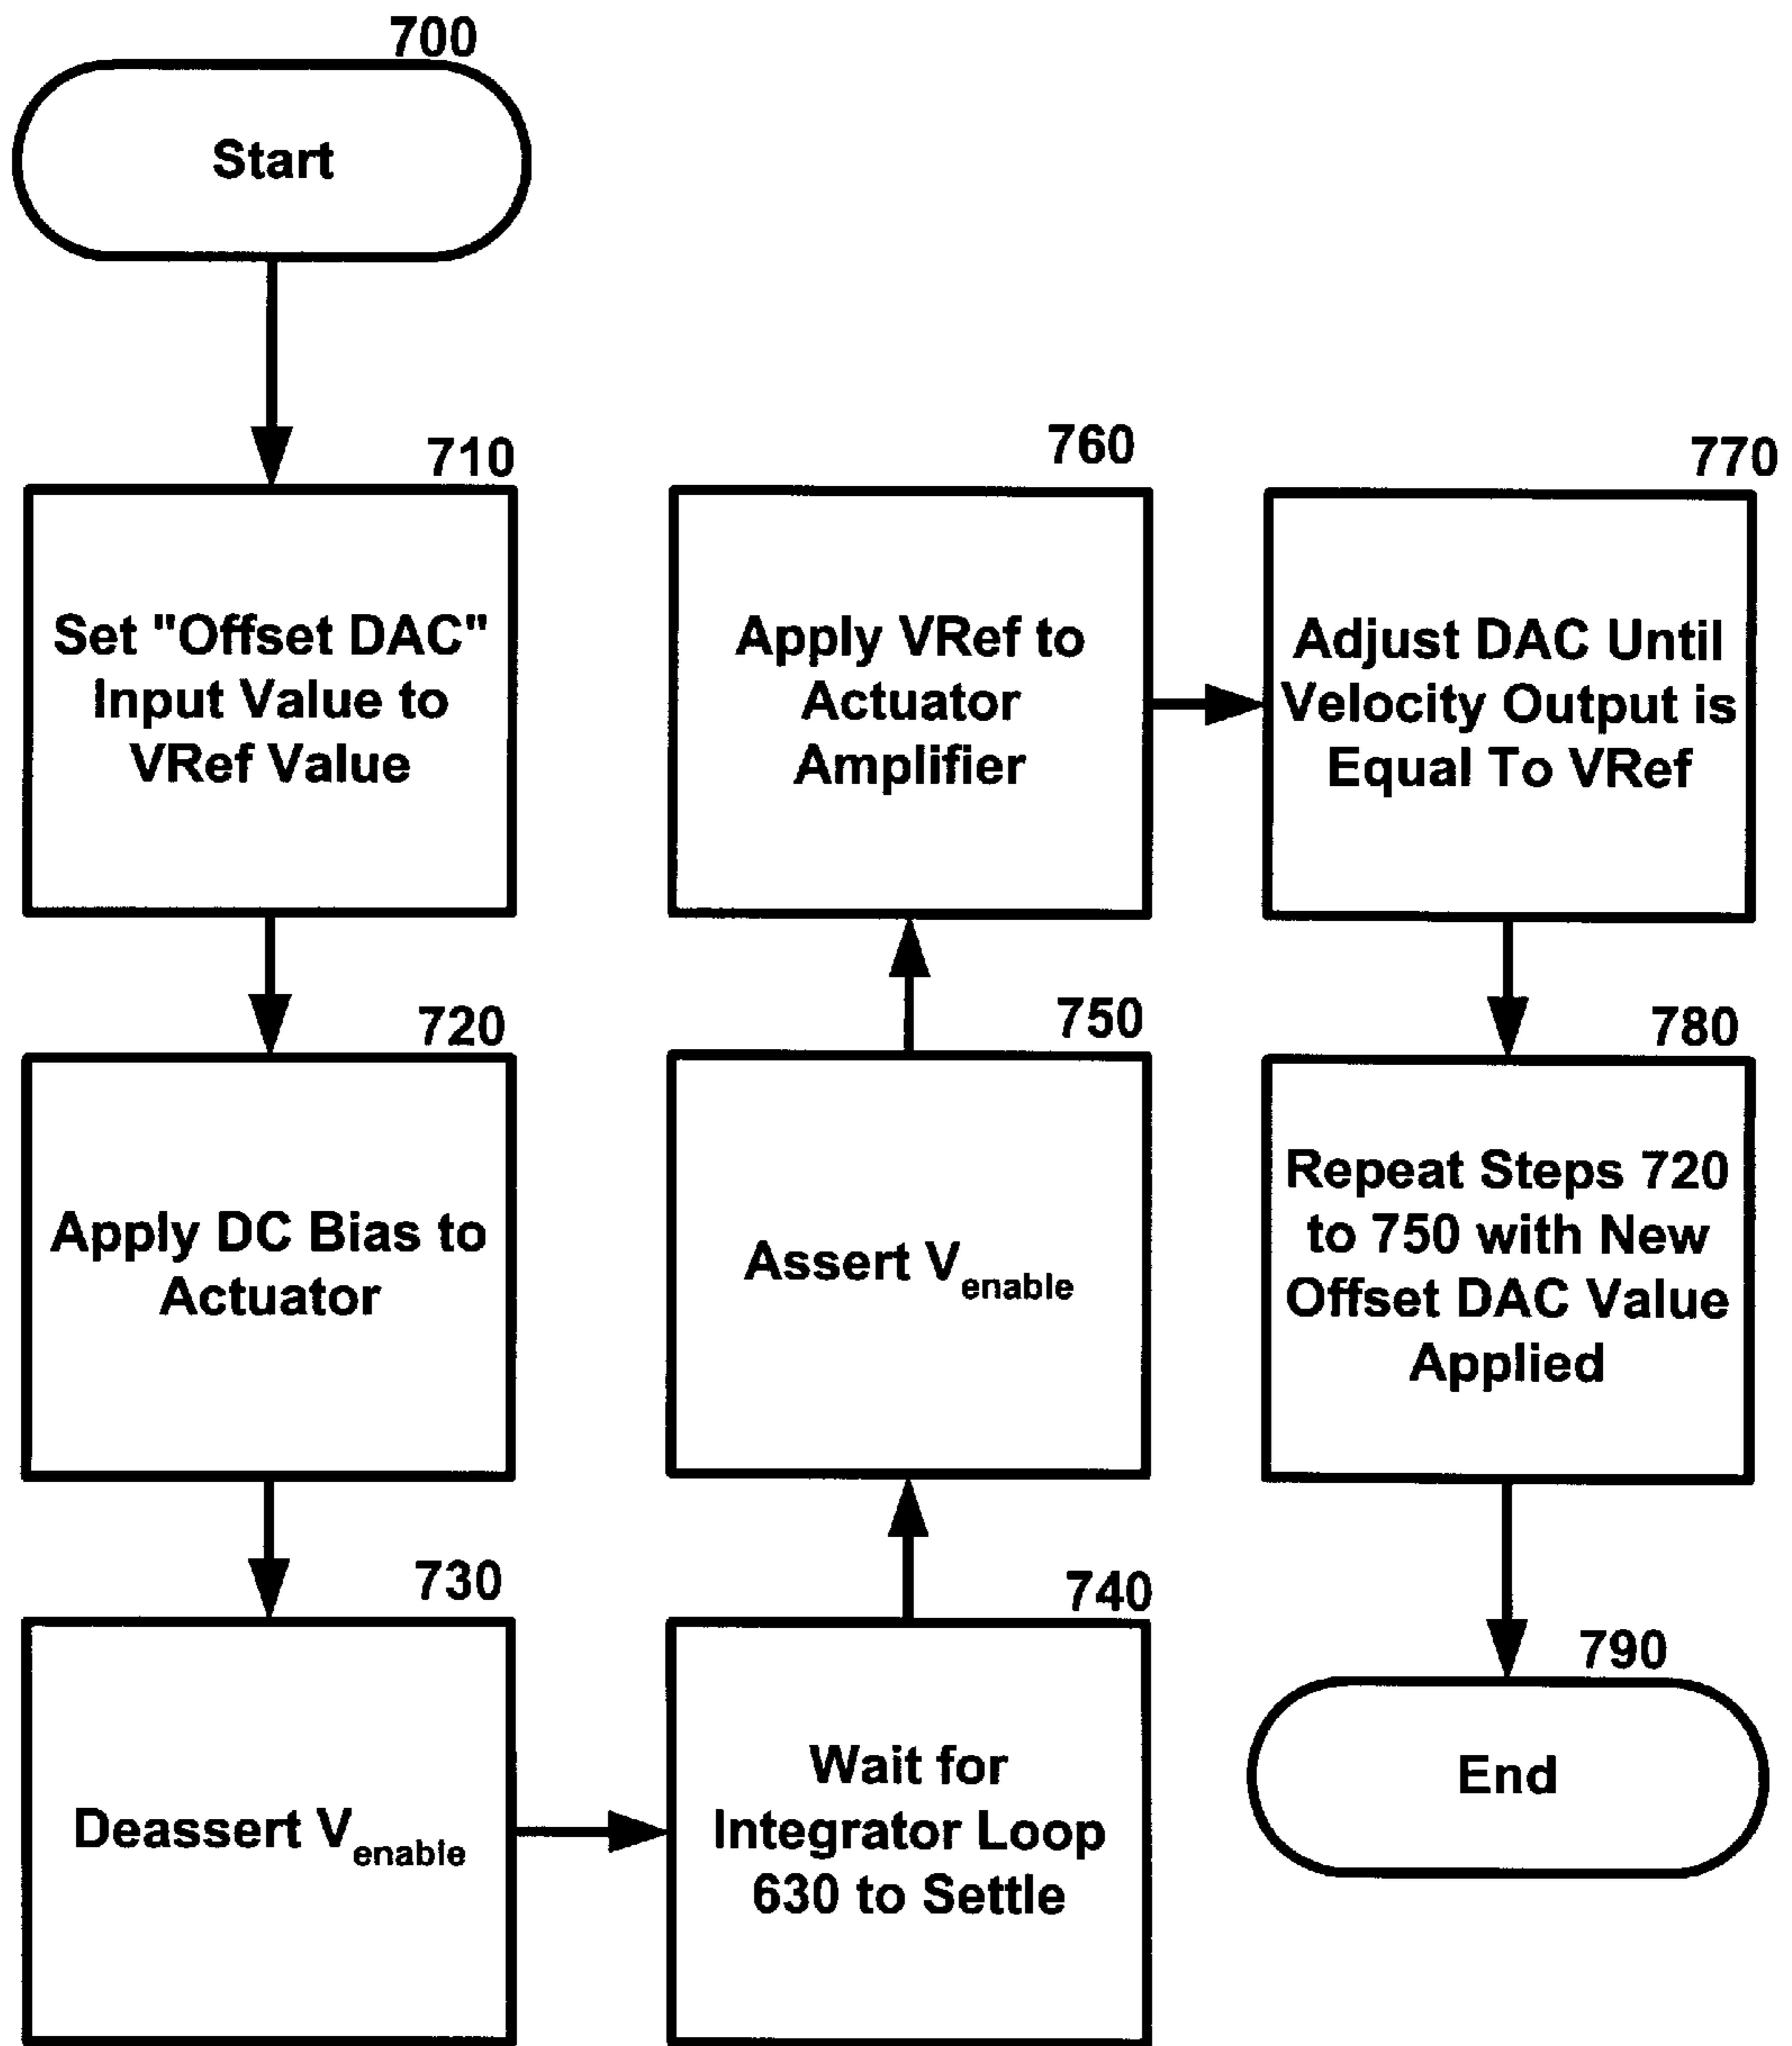 700
Start
710
Set "Offset DAC"
Input Value to
VRef Value
720
Apply DC Bias to
Actuator
730
Deassert Venable
740
Wait for
Integrator Loop
630 to Settle
750
Assert Venable
760
Apply VRef to
Actuator
Amplifier
770
Adjust DAC Until
Velocity Output is
Equal To VRef
780
Repeat Steps 720
to 750 with New
Offset DAC Value
Applied
790
End